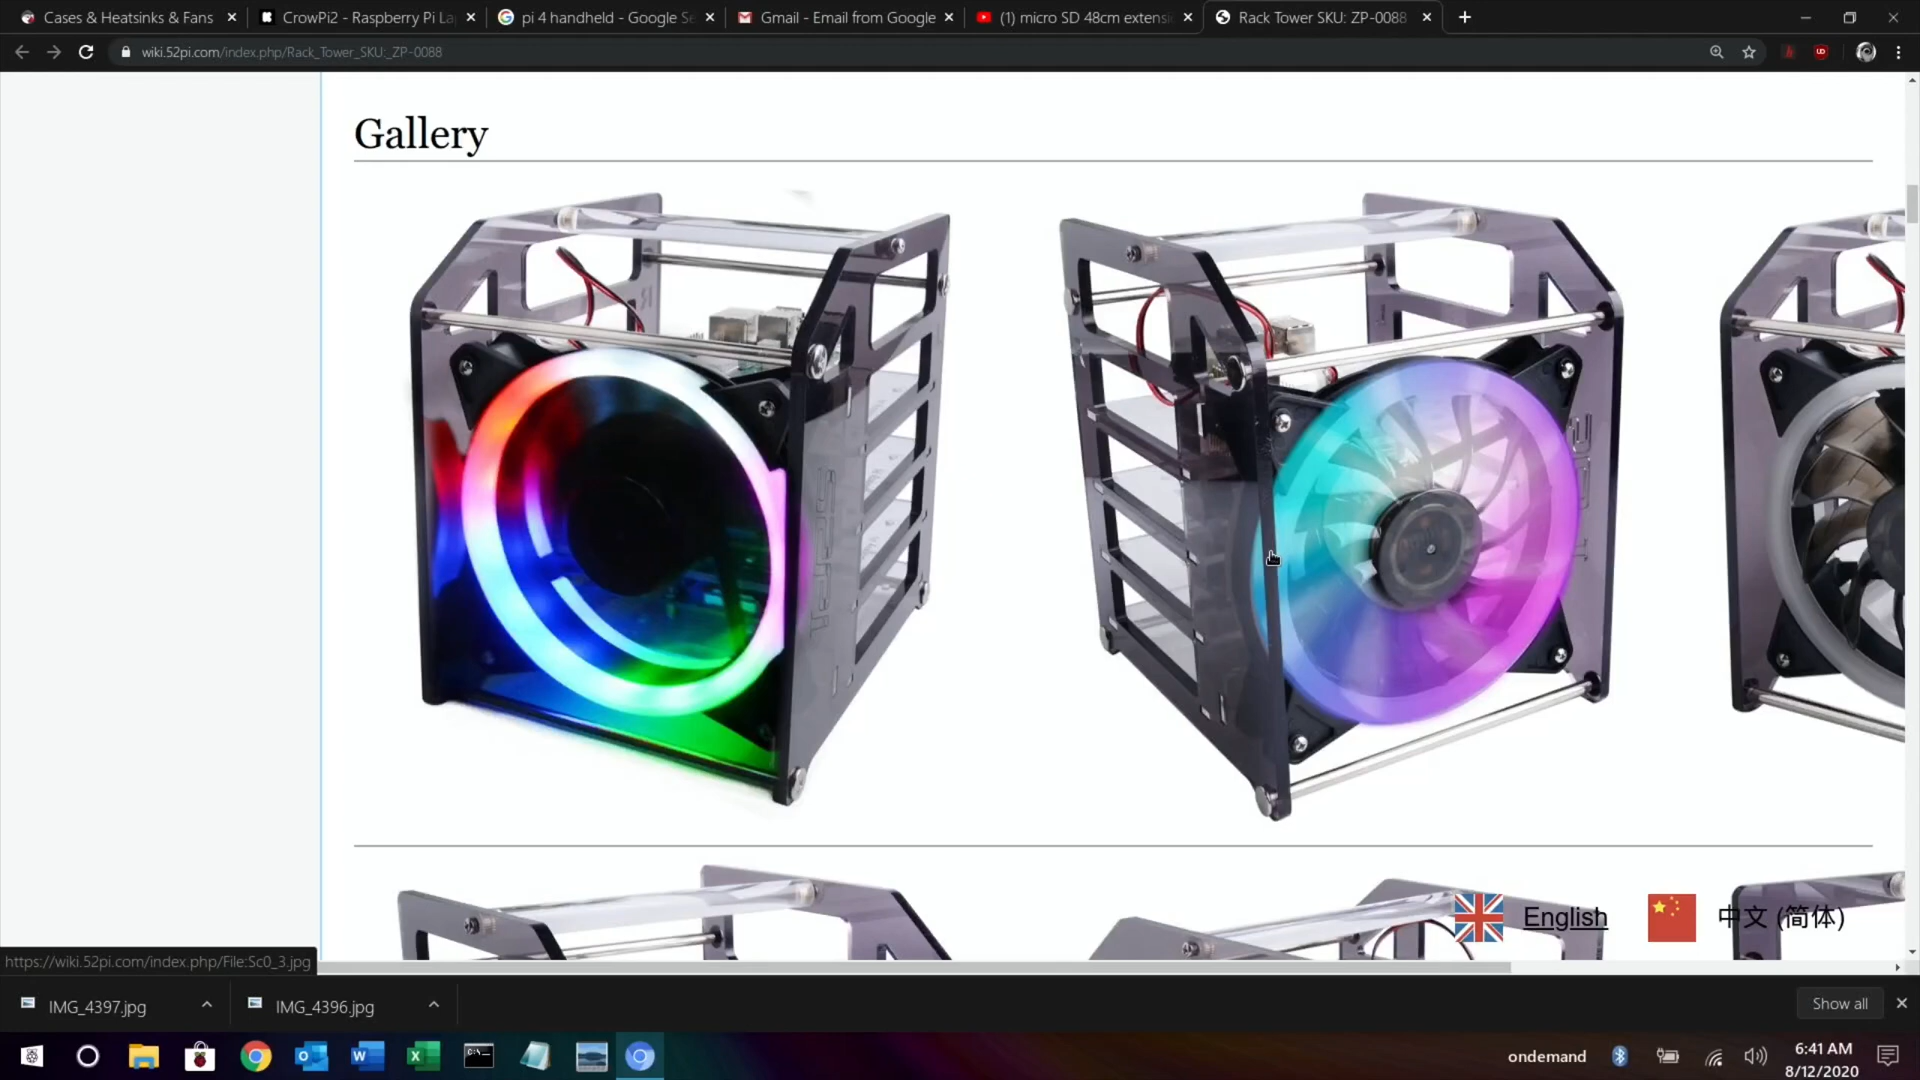 Cases & Heatsinks & Fans
CrowPi2 - Raspberry Pi La
pi 4 handheld - Google Se
Gmail - Email from Google
(1) micro SD 48cm extensi
Rack Tower SKU: ZP-0088
wiki.52pi.com/index.php/Rack_Tower_SKU:_ZP-0088
Gallery
English
中文 (简体)
https://wiki.52pi.com/index.php/File:Sc0_3.jpg
IMG_4397.jpg
IMG_4396.jpg
Show all
ondemand
6:41 AM
8/12/2020